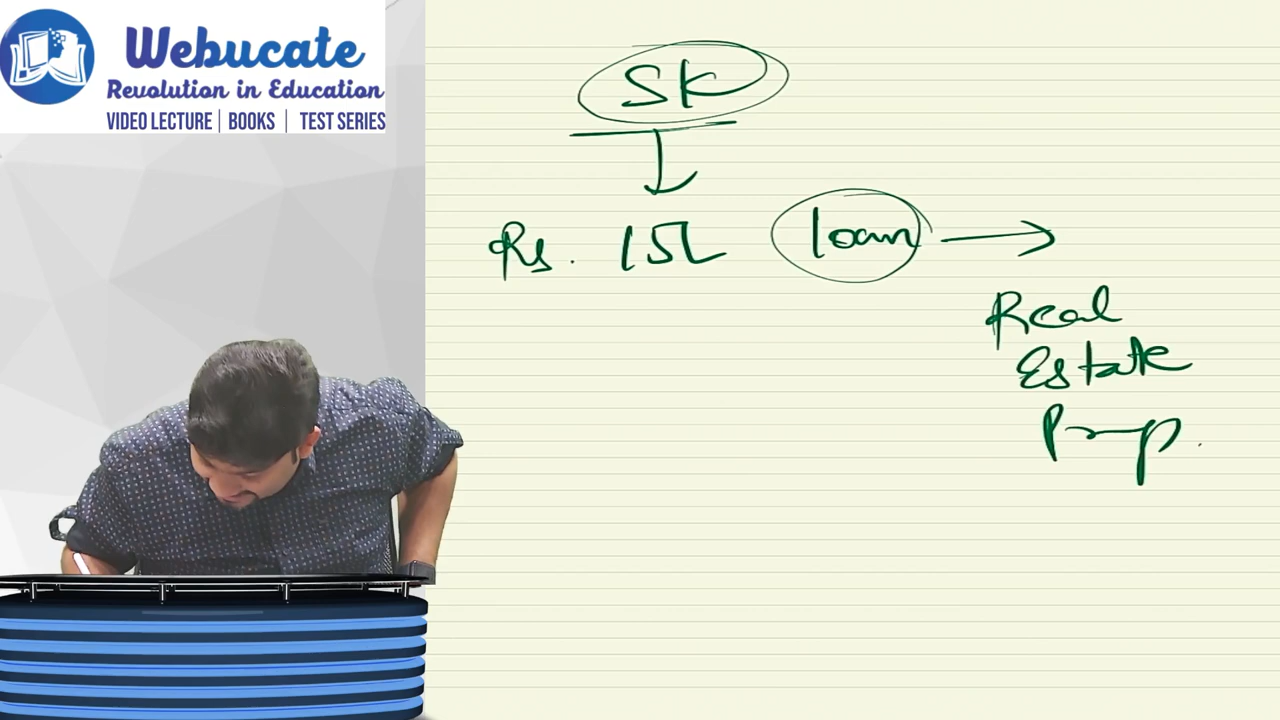 Webucate
Revolution in Education
VIDEO LECTURE | BOOKS | TEST SERIES
SK
Rs. 15L loan
Real
Estate
Prop.